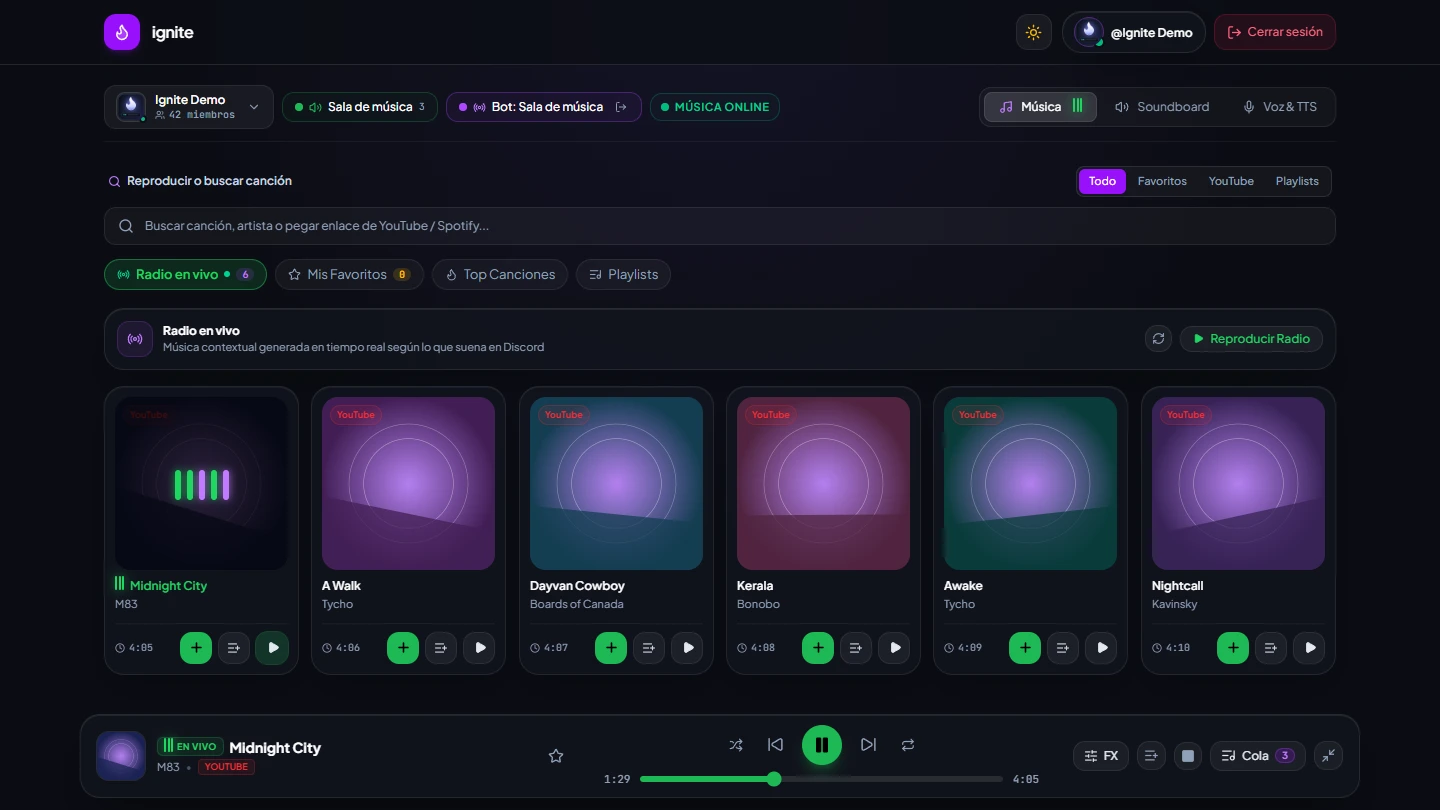 ignite
@Ignite Demo
Cerrar sesión
Ignite Demo
42 miembros
Sala de música 3
Bot: Sala de música
MÚSICA ONLINE
Música
Soundboard
Voz & TTS
Reproducir o buscar canción
Todo
Favoritos
YouTube
Playlists
Buscar canción, artista o pegar enlace de YouTube / Spotify...
Radio en vivo 6
Mis Favoritos 0
Top Canciones
Playlists
Radio en vivo
Música contextual generada en tiempo real según lo que suena en Discord
Reproducir Radio
YouTube
Midnight City
M83
4:05
YouTube
A Walk
Tycho
4:06
YouTube
Dayvan Cowboy
Boards of Canada
4:07
YouTube
Kerala
Bonobo
4:08
YouTube
Awake
Tycho
4:09
YouTube
Nightcall
Kavinsky
4:10
EN VIVO Midnight City
M83 • YOUTUBE
1:29
4:05
FX
Cola 3